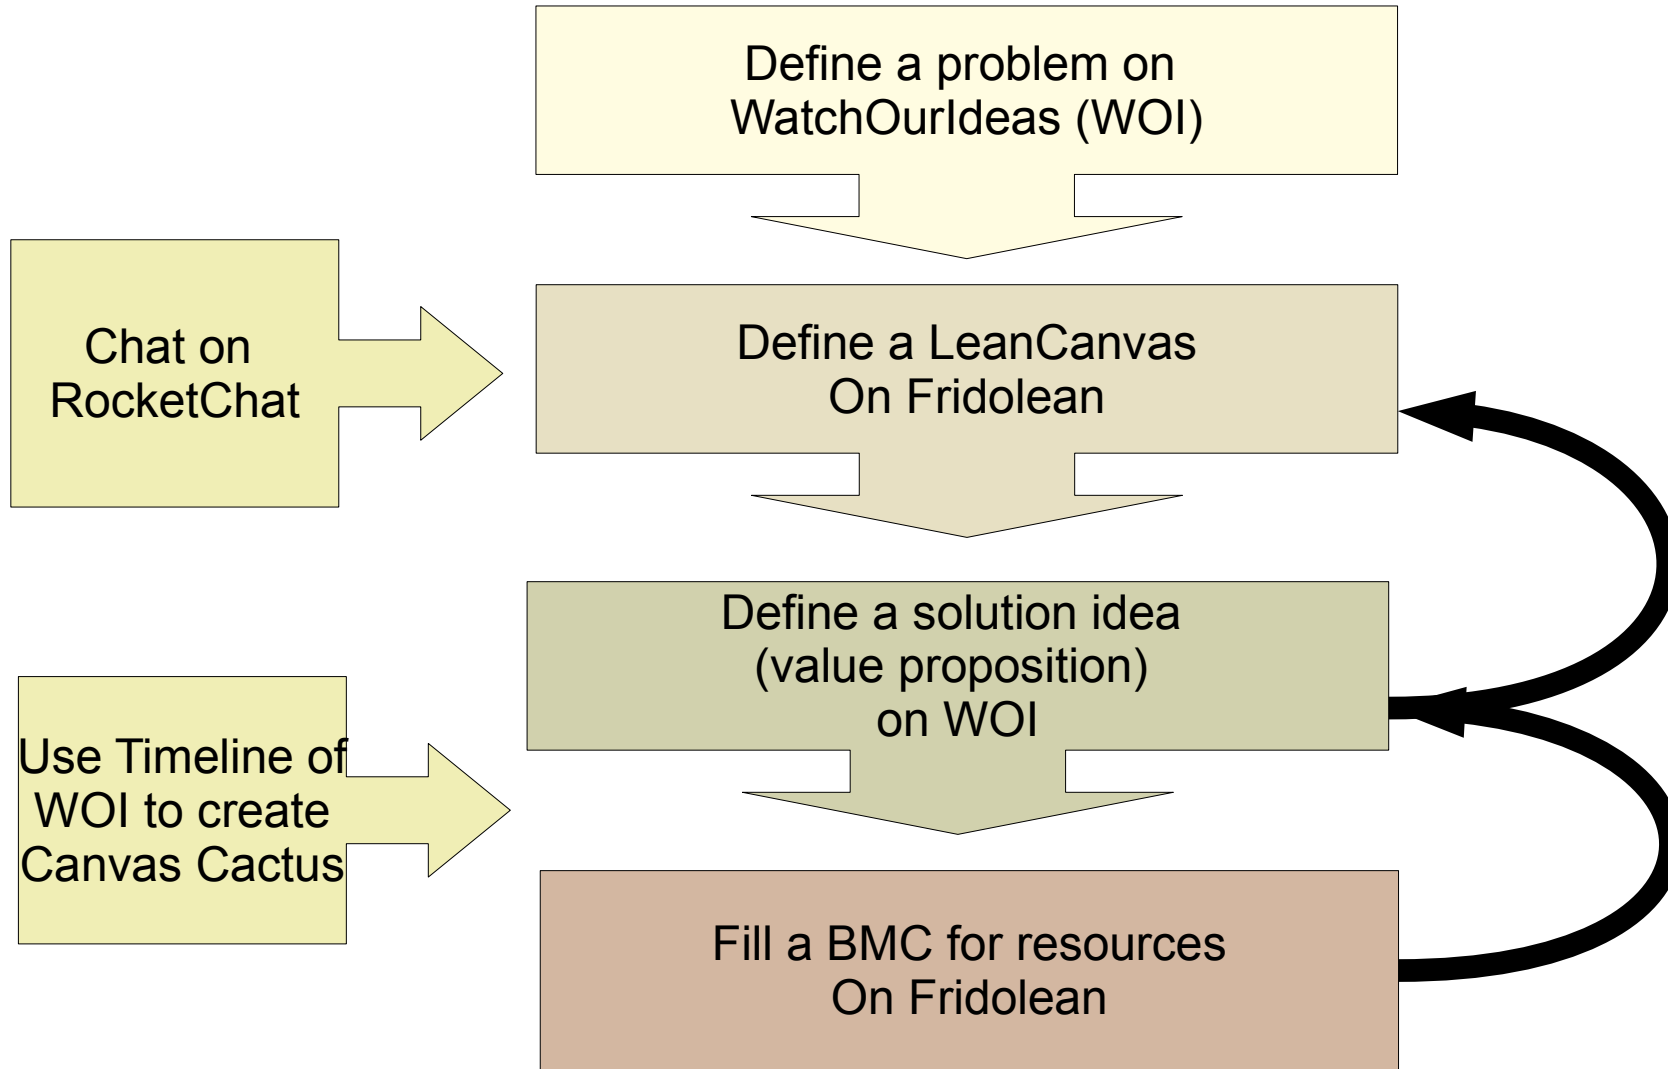 Define a problem on
WatchOurIdeas (WOI)
Chat on
RocketChat
Define a LeanCanvas
On Fridolean
Define a solution idea
(value proposition)
on WOI
Use Timeline of
WOI to create
Canvas Cactus
Fill a BMC for resources
On Fridolean